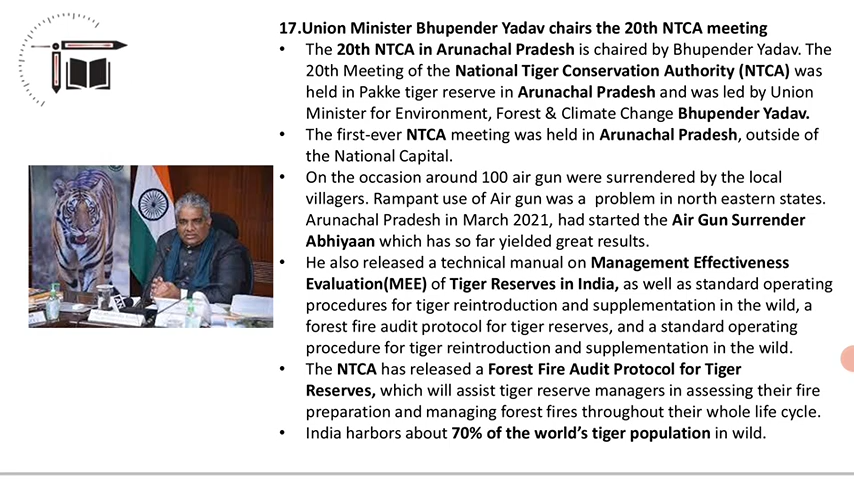 17.Union Minister Bhupender Yadav chairs the 20th NTCA meeting
• The 20th NTCA in Arunachal Pradesh is chaired by Bhupender Yadav. The
20th Meeting of the National Tiger Conservation Authority (NTCA) was
held in Pakke tiger reserve in Arunachal Pradesh and was led by Union
Minister for Environment, Forest & Climate Change Bhupender Yadav.
• The first-ever NTCA meeting was held in Arunachal Pradesh, outside of
the National Capital.
• On the occasion around 100 air gun were surrendered by the local
villagers. Rampant use of Air gun was a  problem in north eastern states.
Arunachal Pradesh in March 2021, had started the Air Gun Surrender
Abhiyaan which has so far yielded great results.
• He also released a technical manual on Management Effectiveness
Evaluation(MEE) of Tiger Reserves in India, as well as standard operating
procedures for tiger reintroduction and supplementation in the wild, a
forest fire audit protocol for tiger reserves, and a standard operating
procedure for tiger reintroduction and supplementation in the wild.
• The NTCA has released a Forest Fire Audit Protocol for Tiger
Reserves, which will assist tiger reserve managers in assessing their fire
preparation and managing forest fires throughout their whole life cycle.
• India harbors about 70% of the world's tiger population in wild.